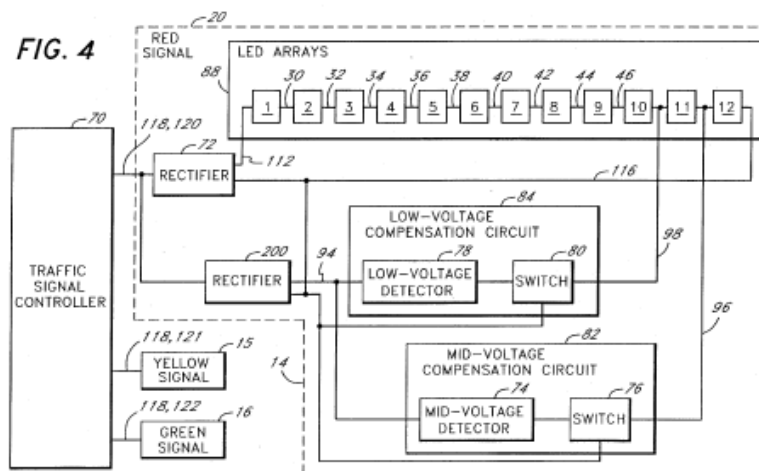 FIG. 4
20
RED
SIGNAL
LED ARRAYS
88
30 32 34 36 38 40 42 44 46
1 2 3 4 5 6 7 8 9 10 11 12
70
118,120
72
RECTIFIER
112
116
84
LOW-VOLTAGE
COMPENSATION CIRCUIT
200
RECTIFIER
94
78
LOW-VOLTAGE
DETECTOR
80
SWITCH
98
TRAFFIC
SIGNAL
CONTROLLER
96
118,121
15
YELLOW
SIGNAL
14
82
MID-VOLTAGE
COMPENSATION CIRCUIT
118,122
16
GREEN
SIGNAL
74
MID-VOLTAGE
DETECTOR
76
SWITCH